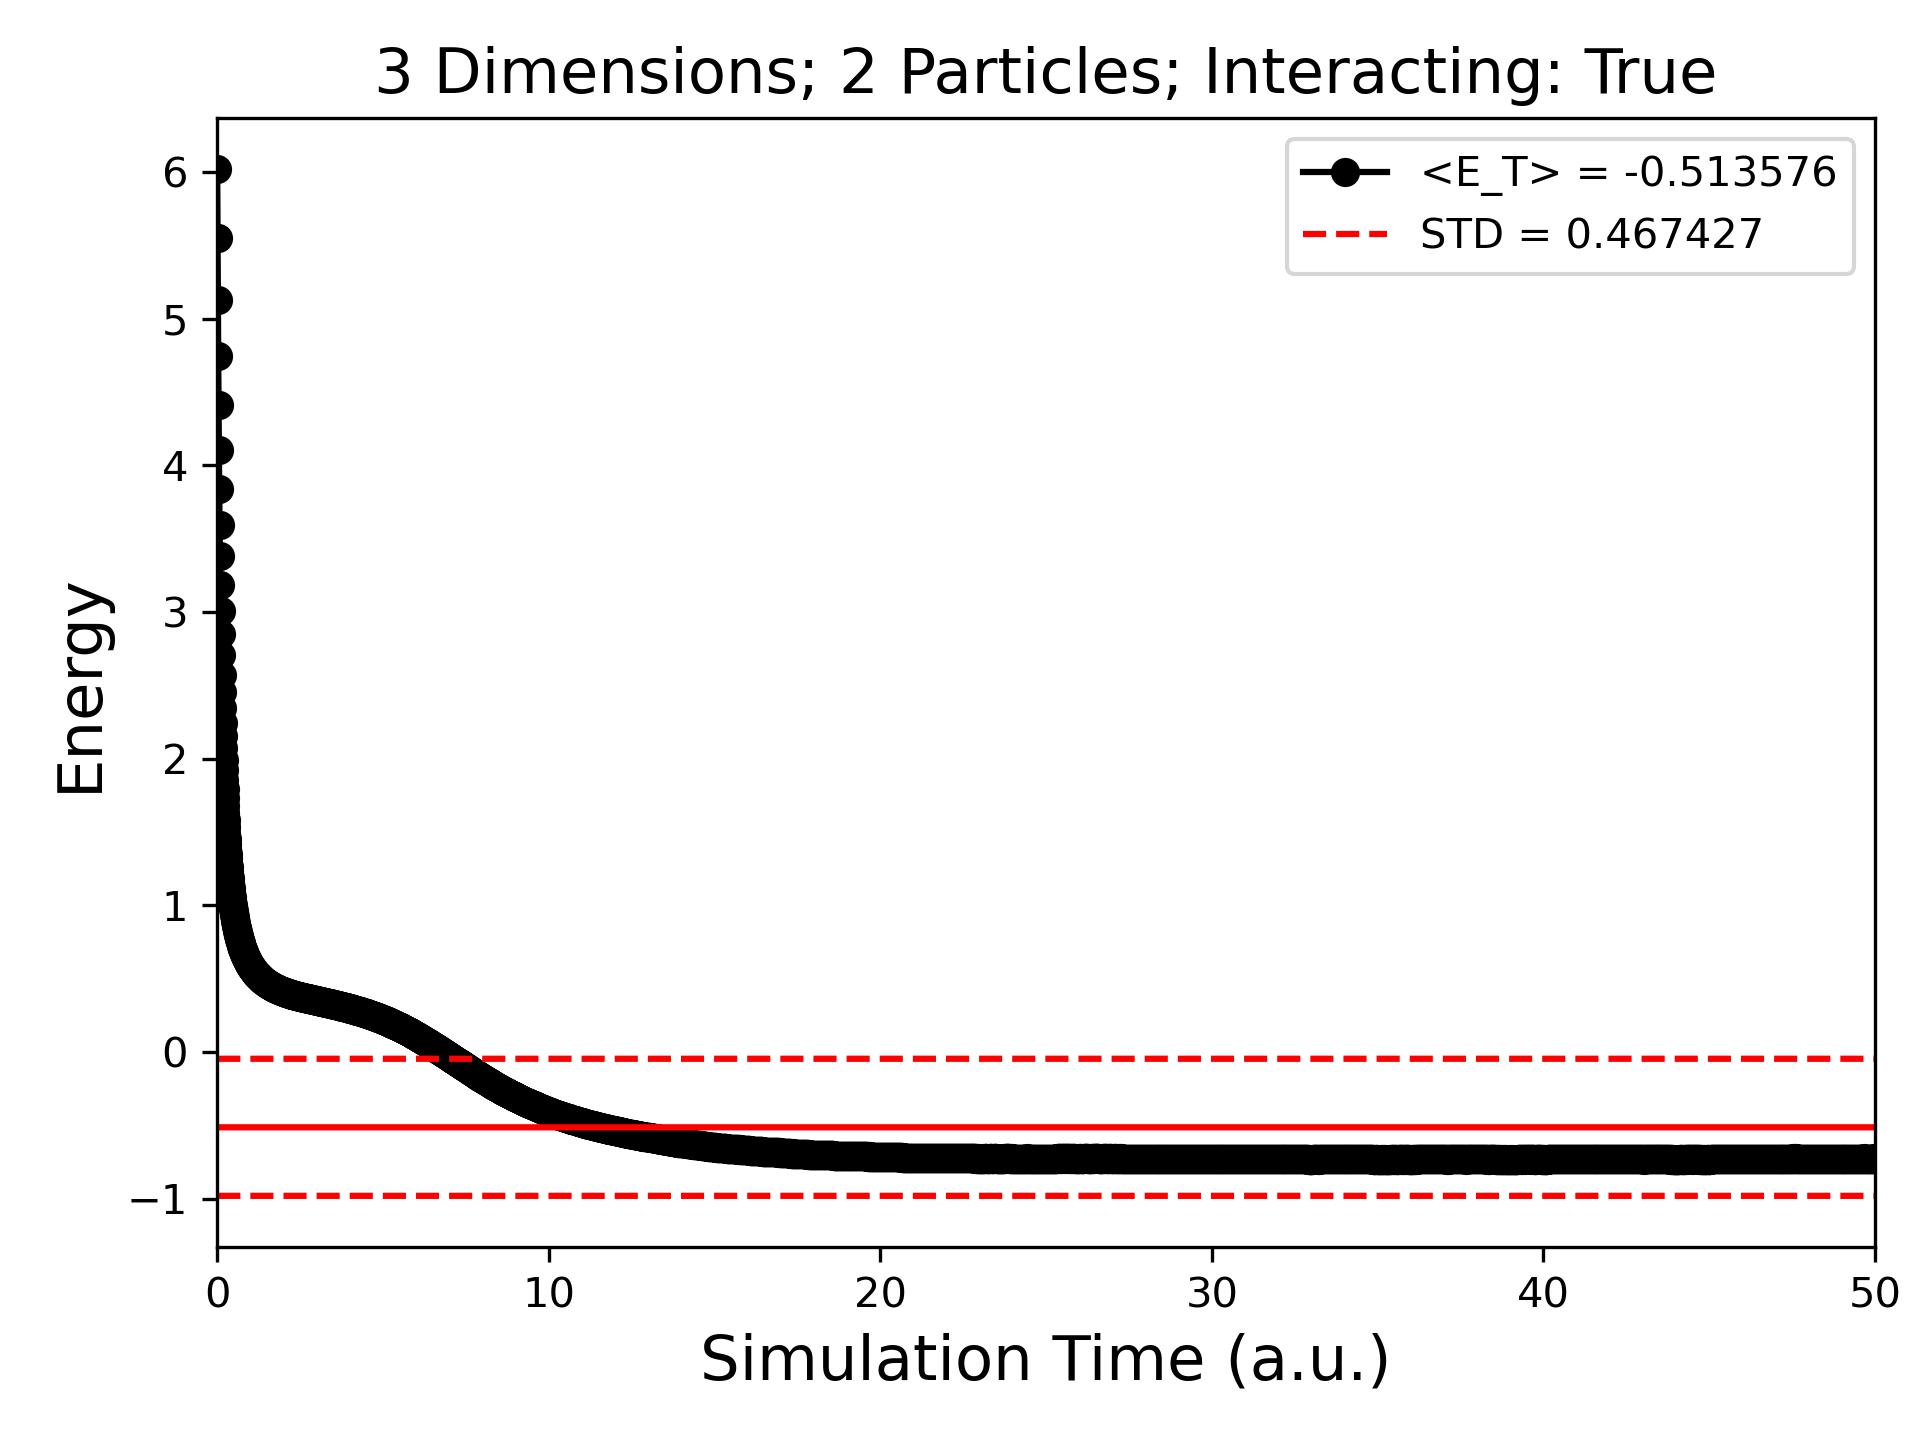 3 Dimensions; 2 Particles; Interacting: True
<E_T> = -0.513576
STD = 0.467427
Energy
6
5
4
3
2
1
0
−1
0 10 20 30 40 50
Simulation Time (a.u.)